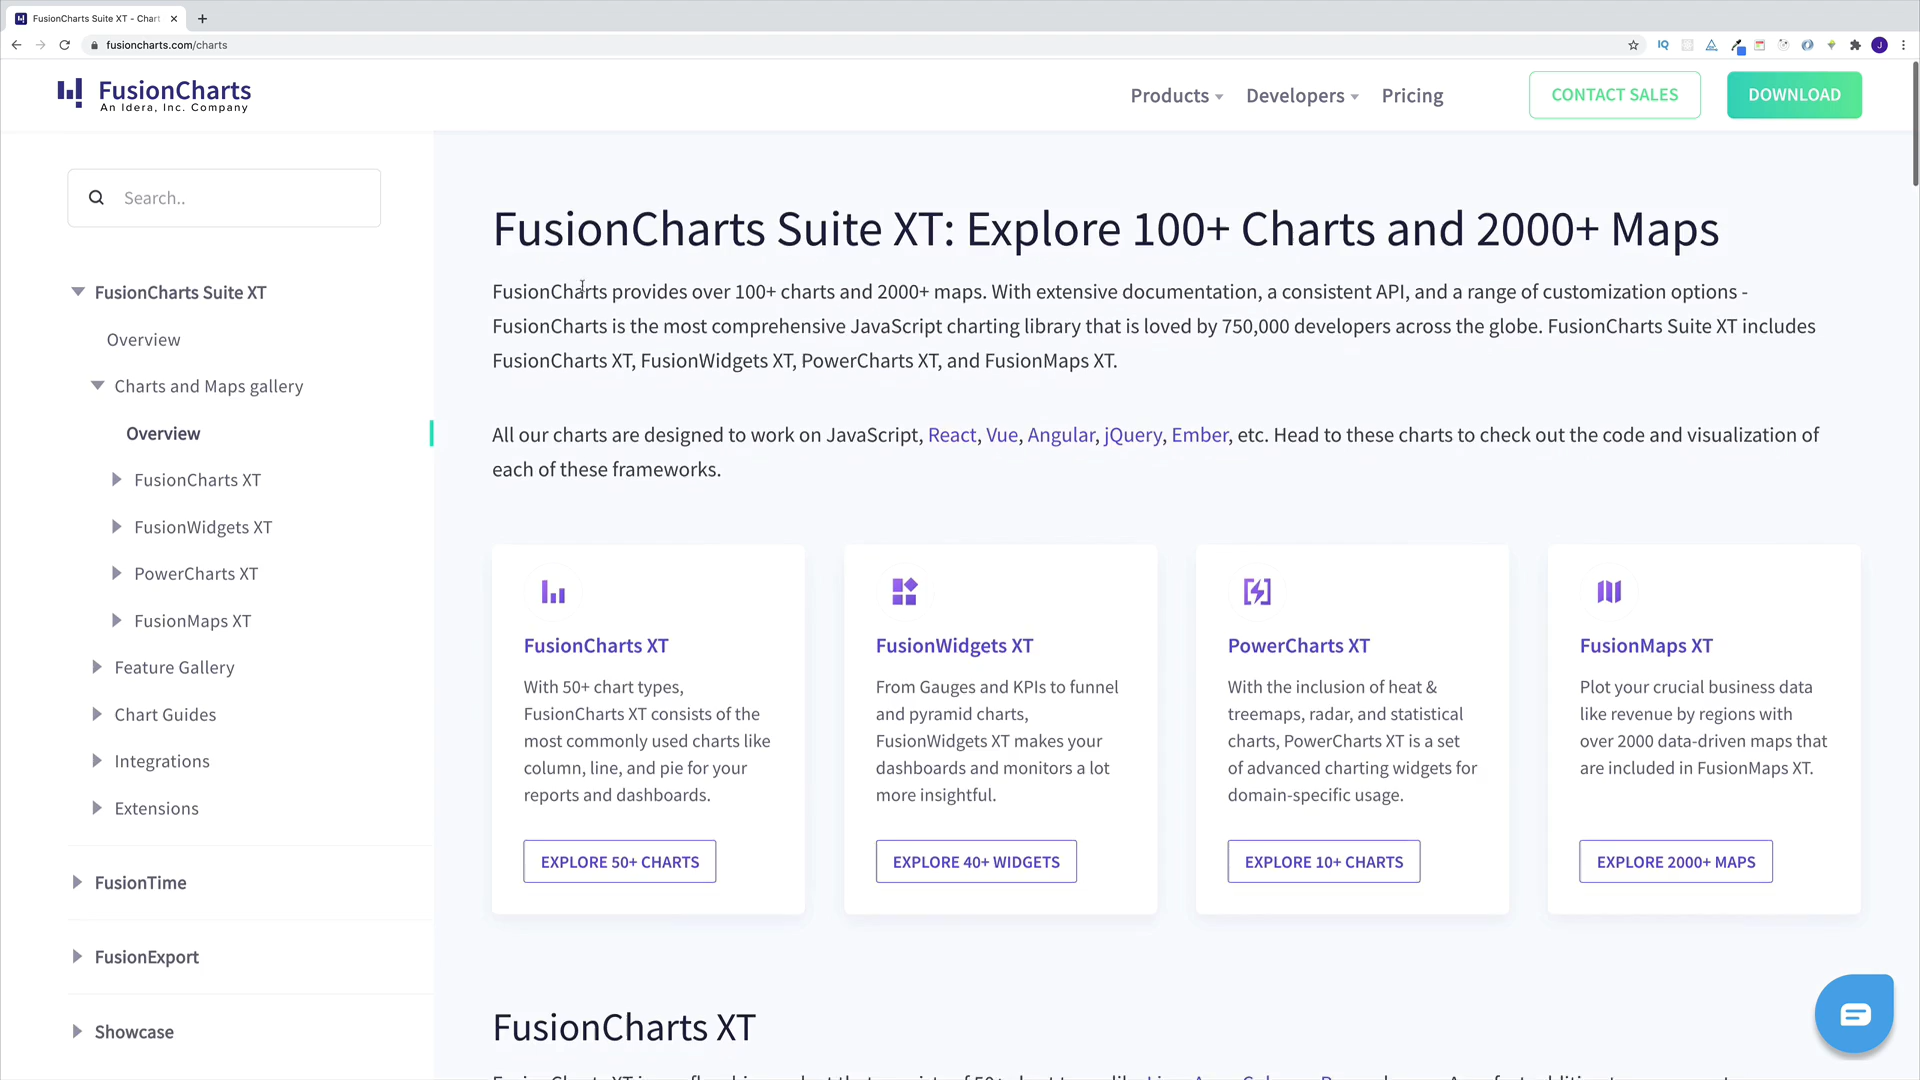 FusionCharts Suite XT - Chart
fusioncharts.com/charts
IQ
J
FusionCharts
An Idera, Inc. Company
Products
Developers
Pricing
CONTACT SALES
DOWNLOAD
Search..
FusionCharts Suite XT
Overview
Charts and Maps gallery
Overview
FusionCharts XT
FusionWidgets XT
PowerCharts XT
FusionMaps XT
Feature Gallery
Chart Guides
Integrations
Extensions
FusionTime
FusionExport
Showcase
FusionCharts Suite XT: Explore 100+ Charts and 2000+ Maps
FusionCharts provides over 100+ charts and 2000+ maps. With extensive documentation, a consistent API, and a range of customization options -
FusionCharts is the most comprehensive JavaScript charting library that is loved by 750,000 developers across the globe. FusionCharts Suite XT includes
FusionCharts XT, FusionWidgets XT, PowerCharts XT, and FusionMaps XT.
All our charts are designed to work on JavaScript, React, Vue, Angular, jQuery, Ember, etc. Head to these charts to check out the code and visualization of
each of these frameworks.
FusionCharts XT
With 50+ chart types,
FusionCharts XT consists of the
most commonly used charts like
column, line, and pie for your
reports and dashboards.
EXPLORE 50+ CHARTS
FusionWidgets XT
From Gauges and KPIs to funnel
and pyramid charts,
FusionWidgets XT makes your
dashboards and monitors a lot
more insightful.
EXPLORE 40+ WIDGETS
PowerCharts XT
With the inclusion of heat &
treemaps, radar, and statistical
charts, PowerCharts XT is a set
of advanced charting widgets for
domain-specific usage.
EXPLORE 10+ CHARTS
FusionMaps XT
Plot your crucial business data
like revenue by regions with
over 2000 data-driven maps that
are included in FusionMaps XT.
EXPLORE 2000+ MAPS
FusionCharts XT